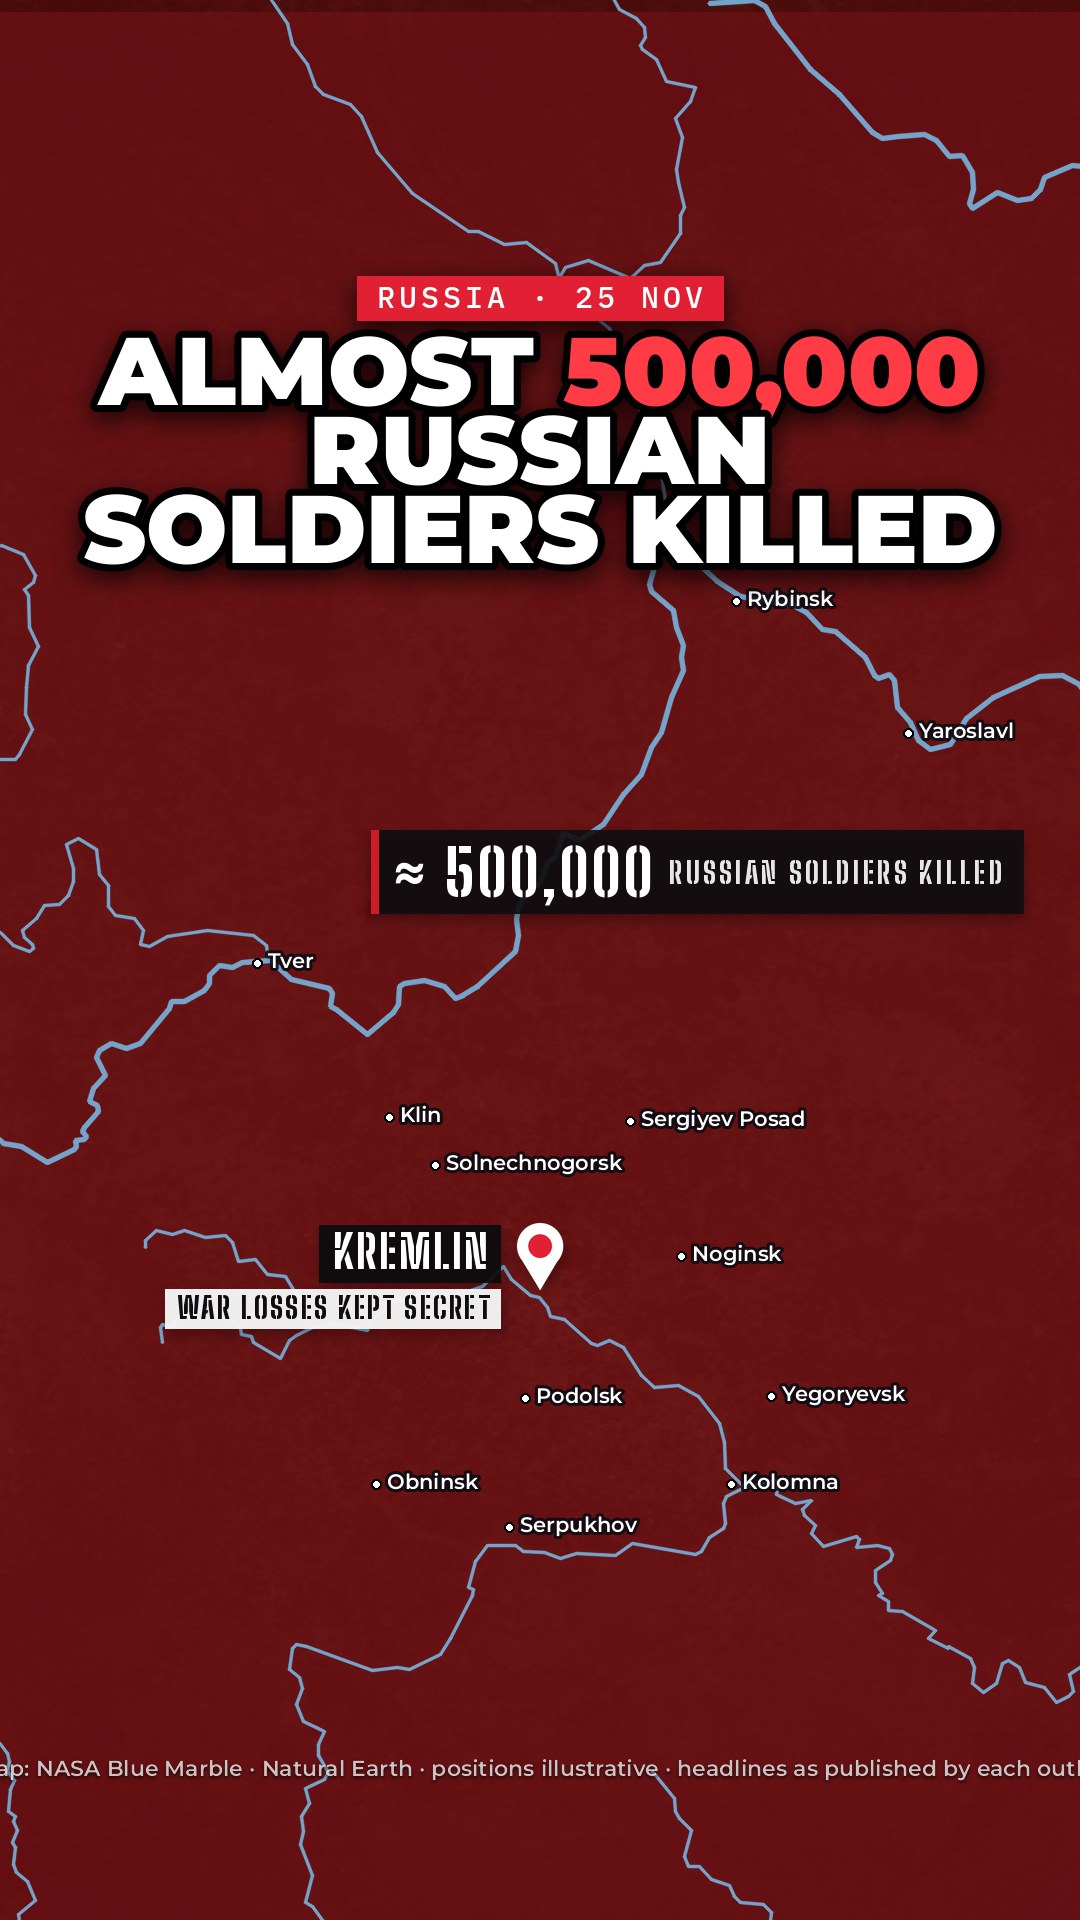 RUSSIA · 25 NOV
ALMOST 500,000
RUSSIAN
SOLDIERS KILLED
Rybinsk
Yaroslavl
≈ 500,000 RUSSIAN SOLDIERS KILLED
Tver
Klin
Sergiyev Posad
Solnechnogorsk
KREMLIN
Noginsk
WAR LOSSES KEPT SECRET
Podolsk
Yegoryevsk
Obninsk
Kolomna
Serpukhov
NASA Blue Marble · Natural Earth · positions illustrative · headlines as published by each